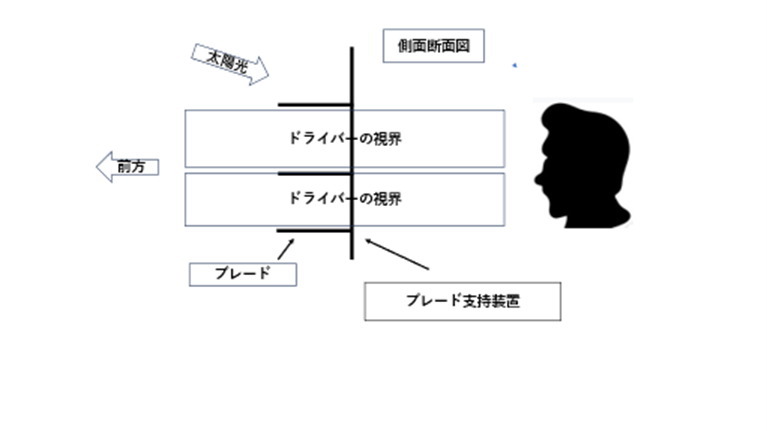 側面断面図
太陽光
ドライバーの視界
前方
ドライバーの視界
ブレード
ブレード支持装置